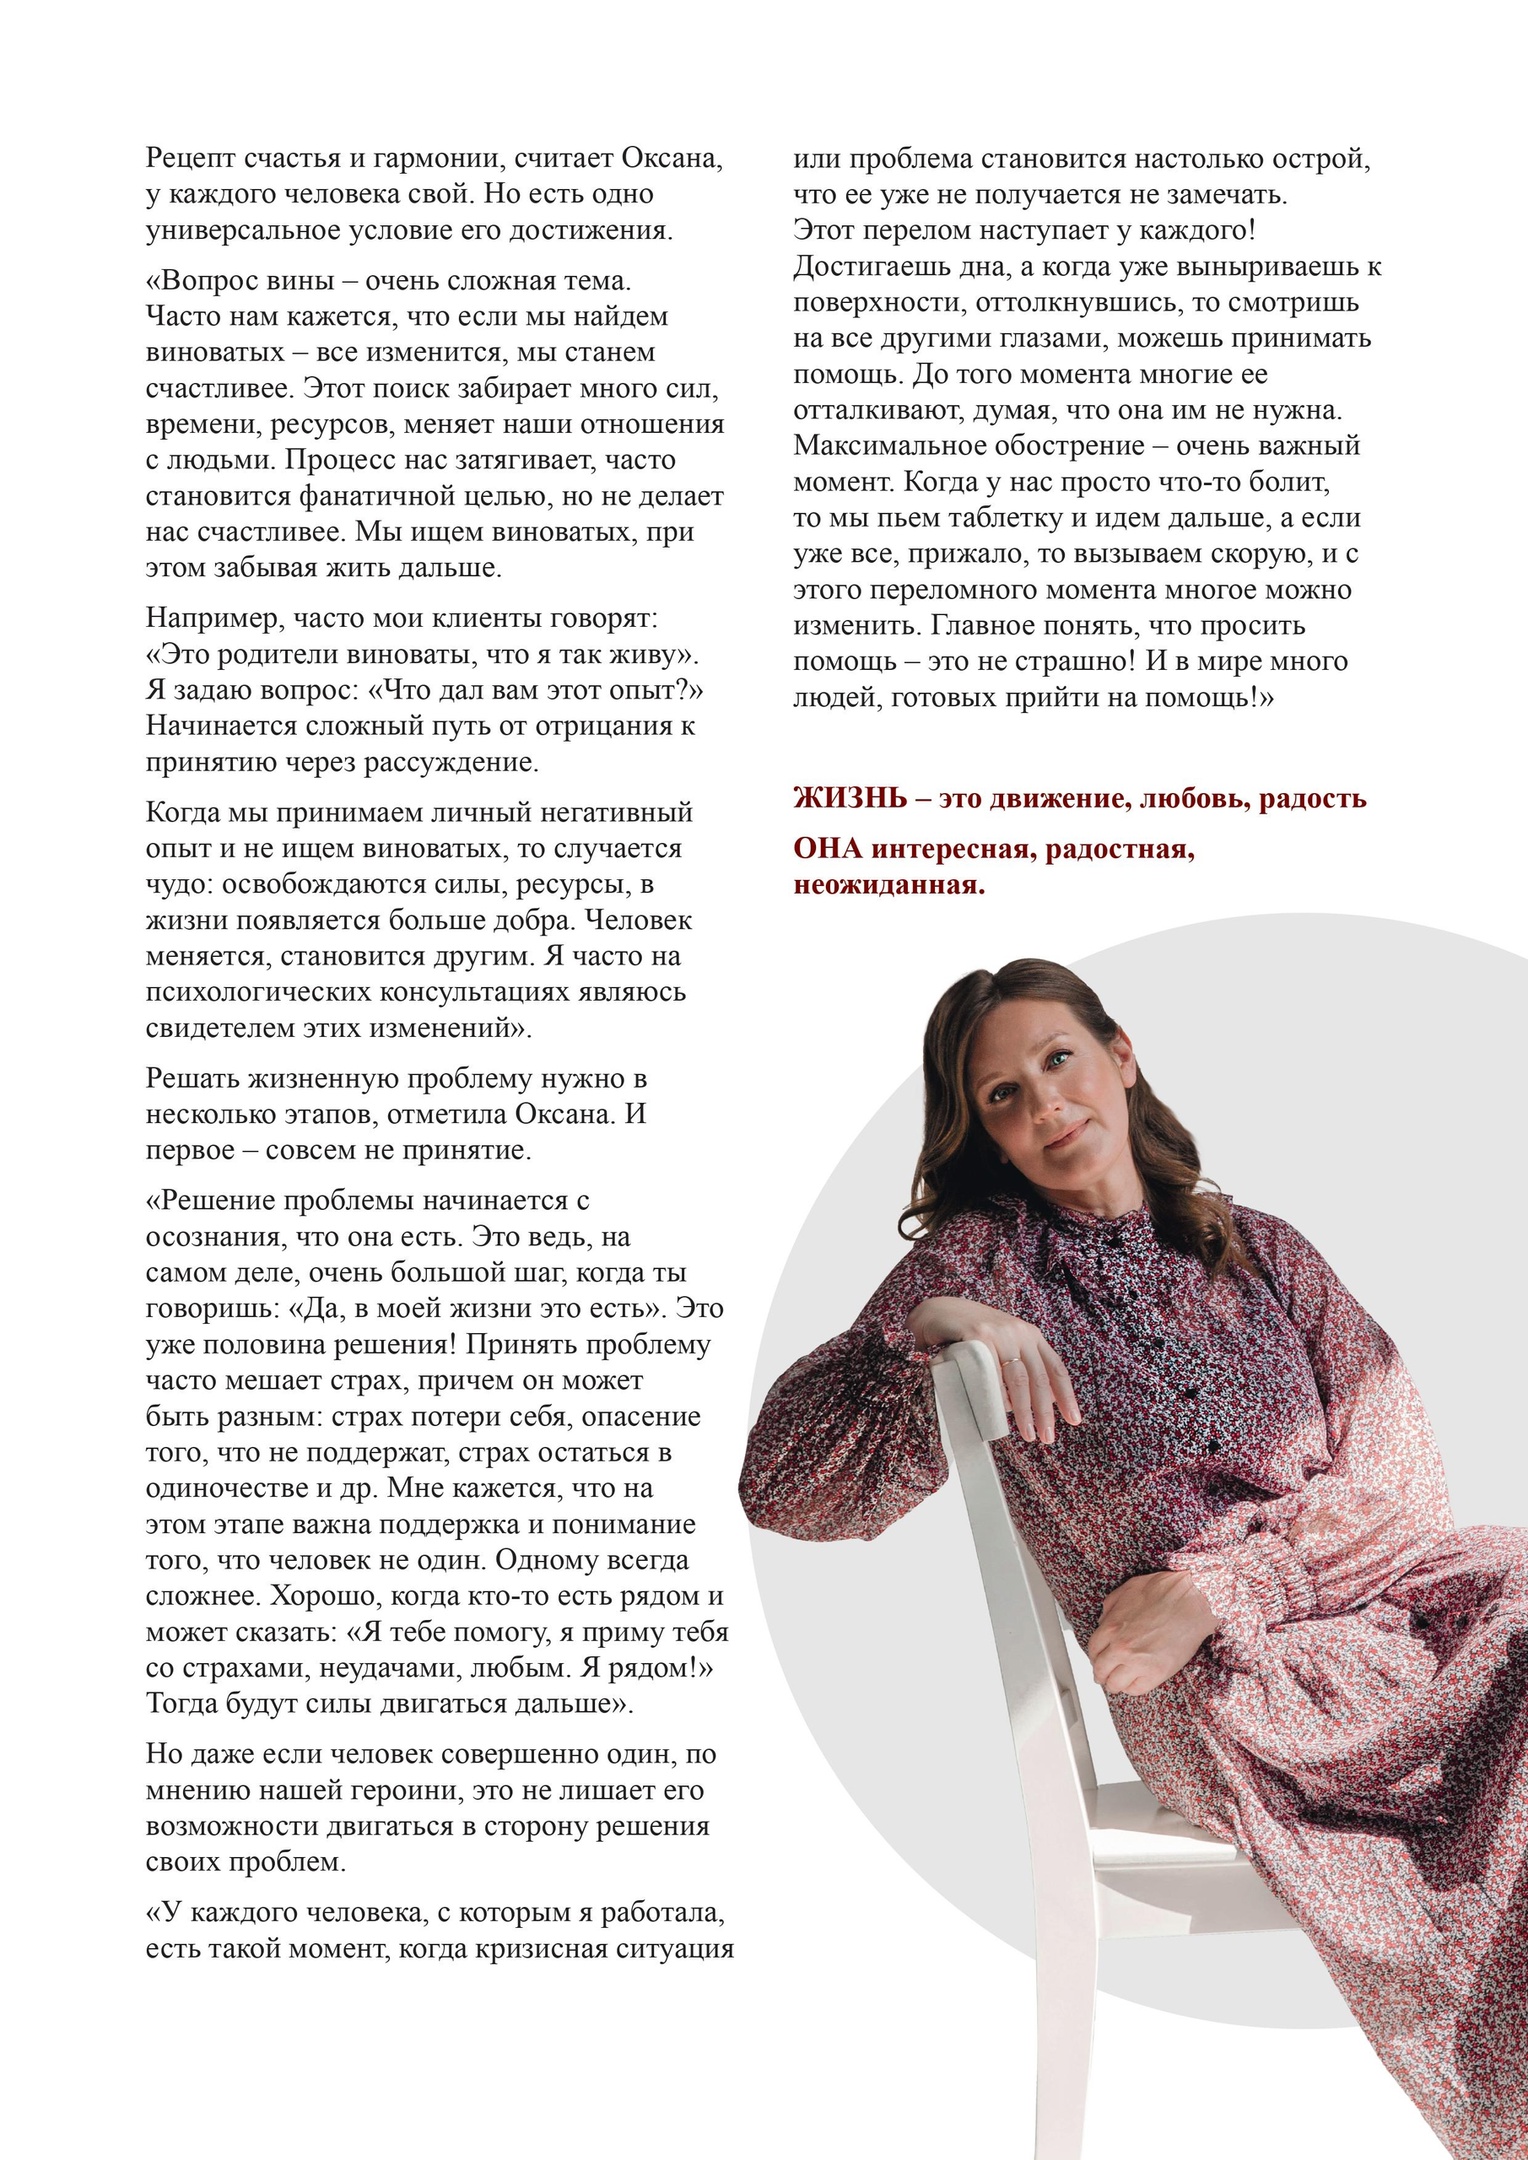 Рецепт счастья и гармонии, считает Оксана,
у каждого человека свой. Но есть одно
универсальное условие его достижения.
«Вопрос вины – очень сложная тема.
Часто нам кажется, что если мы найдем
виноватых – все изменится, мы станем
счастливее. Этот поиск забирает много сил,
времени, ресурсов, меняет наши отношения
с людьми. Процесс нас затягивает, часто
становится фанатичной целью, но не делает
нас счастливее. Мы ищем виноватых, при
этом забывая жить дальше.
Например, часто мои клиенты говорят:
«Это родители виноваты, что я так живу».
Я задаю вопрос: «Что дал вам этот опыт?»
Начинается сложный путь от отрицания к
принятию через рассуждение.
Когда мы принимаем личный негативный
опыт и не ищем виноватых, то случается
чудо: освобождаются силы, ресурсы, в
жизни появляется больше добра. Человек
меняется, становится другим. Я часто на
психологических консультациях являюсь
свидетелем этих изменений».
Решать жизненную проблему нужно в
несколько этапов, отметила Оксана. И
первое – совсем не принятие.
«Решение проблемы начинается с
осознания, что она есть. Это ведь, на
самом деле, очень большой шаг, когда ты
говоришь: «Да, в моей жизни это есть». Это
уже половина решения! Принять проблему
часто мешает страх, причем он может
быть разным: страх потери себя, опасение
того, что не поддержат, страх остаться в
одиночестве и др. Мне кажется, что на
этом этапе важна поддержка и понимание
того, что человек не один. Одному всегда
сложнее. Хорошо, когда кто-то есть рядом и
может сказать: «Я тебе помогу, я приму тебя
со страхами, неудачами, любым. Я рядом!»
Тогда будут силы двигаться дальше».
Но даже если человек совершенно один, по
мнению нашей героини, это не лишает его
возможности двигаться в сторону решения
своих проблем.
«У каждого человека, с которым я работала,
есть такой момент, когда кризисная ситуация
или проблема становится настолько острой,
что ее уже не получается не замечать.
Этот перелом наступает у каждого!
Достигаешь дна, а когда уже выныриваешь к
поверхности, оттолкнувшись, то смотришь
на все другими глазами, можешь принимать
помощь. До того момента многие ее
отталкивают, думая, что она им не нужна.
Максимальное обострение – очень важный
момент. Когда у нас просто что-то болит,
то мы пьем таблетку и идем дальше, а если
уже все, прижало, то вызываем скорую, и с
этого переломного момента многое можно
изменить. Главное понять, что просить
помощь – это не страшно! И в мире много
людей, готовых прийти на помощь!»
ЖИЗНЬ – это движение, любовь, радость
ОНА интересная, радостная,
неожиданная.